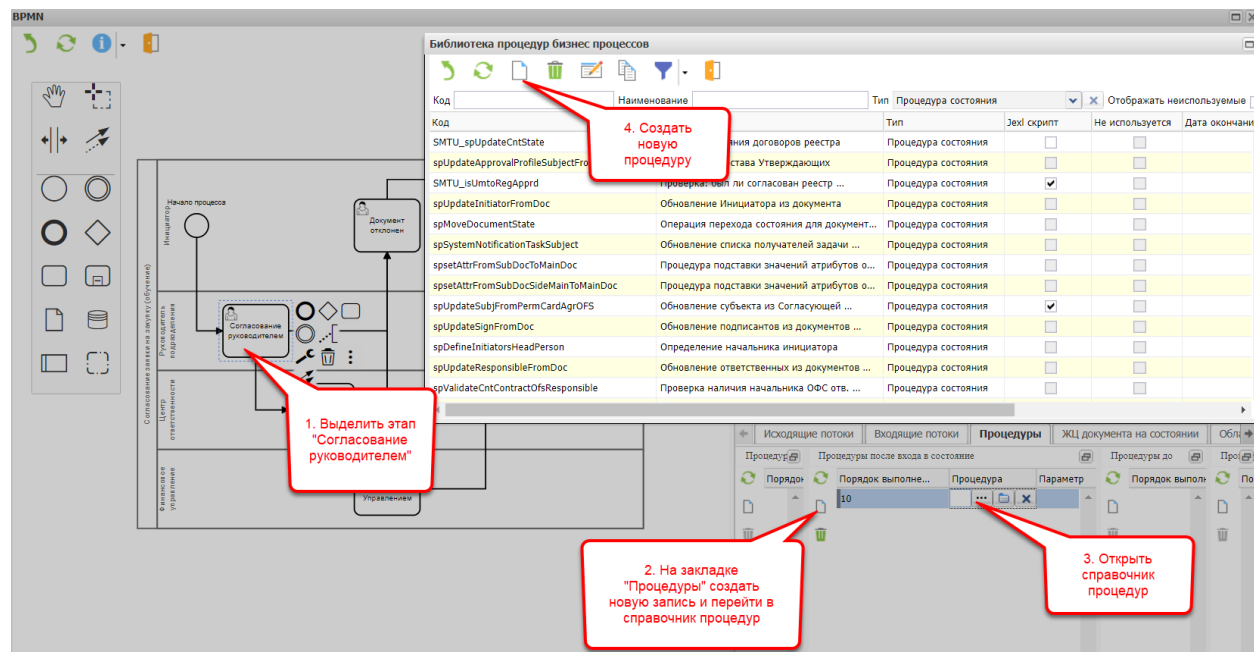 BPMN
Библиотека процедур бизнес процессов
Код
Наименование
Тип Процедура состояния
Отображать неиспользуемые
Код
Тип
Jexl скрипт
Не используется
Дата окончани
SMTU_spUpdateCntState
ния договоров реестра
Процедура состояния
spUpdateApprovalProfileSubjectFro
става Утверждающих
Процедура состояния
SMTU_isUmtoRegApprd
Проверка: был ли согласован реестр ...
Процедура состояния
spUpdateInitiatorFromDoc
Обновление Инициатора из документа
Процедура состояния
spMoveDocumentState
Операция перехода состояния для документ...
Процедура состояния
spSystemNotificationTaskSubject
Обновление списка получателей задачи ...
Процедура состояния
spsetAttrFromSubDocToMainDoc
Процедура подставки значений атрибутов о...
Процедура состояния
spsetAttrFromSubDocSideMainToMainDoc
Процедура подставки значений атрибутов о...
Процедура состояния
spUpdateSubjFromPermCardAgrOFS
Обновление субъекта из Согласующей ...
Процедура состояния
spUpdateSignFromDoc
Обновление подписантов из документов ...
Процедура состояния
spDefineInitiatorsHeadPerson
Определение начальника инициатора
Процедура состояния
spUpdateResponsibleFromDoc
Обновление ответственных из документов ...
Процедура состояния
spValidateCntContractOfsResponsible
Проверка наличия начальника ОФС отв. ...
Процедура состояния
4. Создать
новую
процедуру
Согласование заявки на закупку (обучение)
Инициатор
Начало процесса
Документ
отклонен
Руководитель
подразделения
Согласование
руководителем
Центр
ответственности
Финансовое
управление
Управлением
1. Выделить этап
"Согласование
руководителем"
Исходящие потоки
Входящие потоки
Процедуры
ЖЦ документа на состоянии
Обла
Процедур
Процедуры после входа в состояние
Процедуры до
Про
Порядок
Порядок выполне...
Процедура
Параметр
Порядок выполн
По
10
2. На закладке
"Процедуры" создать
новую запись и перейти в
справочник процедур
3. Открыть
справочник
процедур